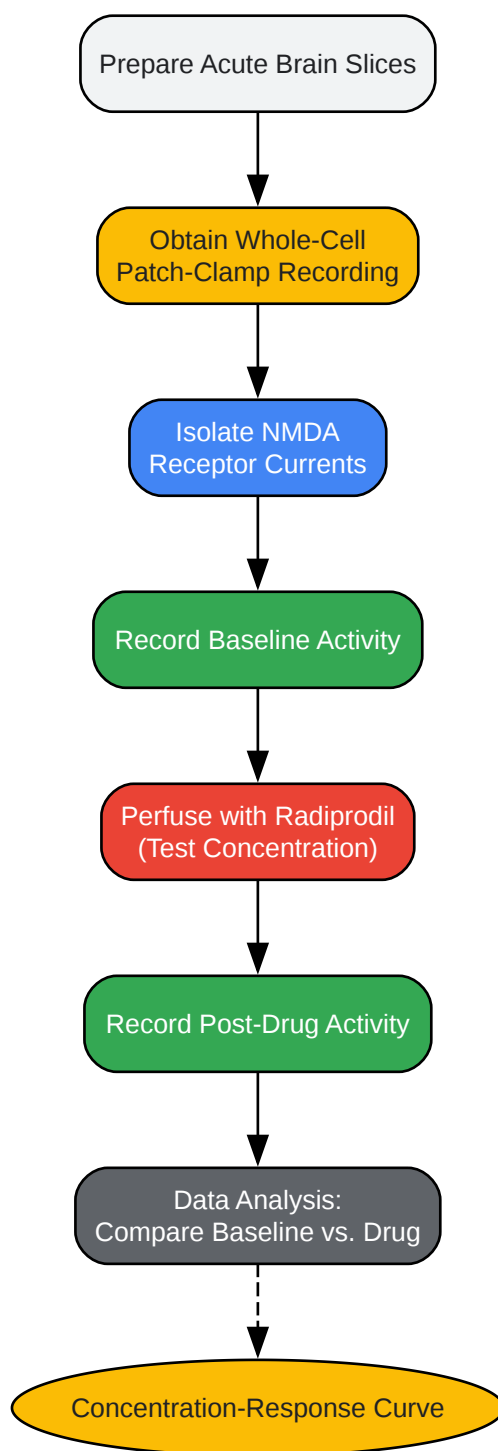 Prepare Acute Brain Slices
Obtain Whole-Cell
Patch-Clamp Recording
Isolate NMDA
Receptor Currents
Record Baseline Activity
Perfuse with Radiprodil
(Test Concentration)
Record Post-Drug Activity
Data Analysis:
Compare Baseline vs. Drug
Concentration-Response Curve